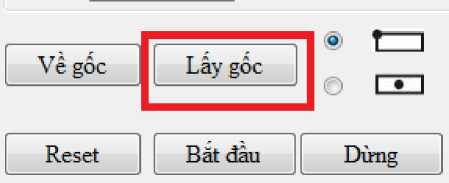 Về gốc Lấy gốc
Reset Bắt đầu Dừng